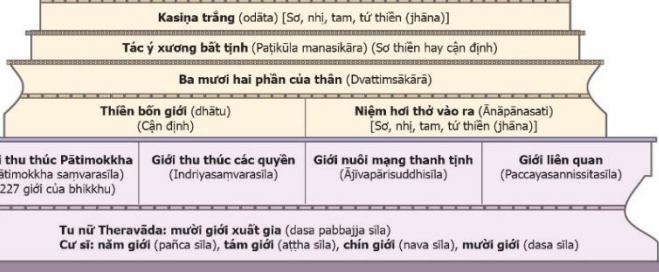 Kasiṇa trắng (odāta) [Sơ, nhị, tam, tứ thiền (jhāna)]
Tác ý xương bất tịnh (Paṭikūla manasikāra) (Sơ thiền hay cận định)
Ba mươi hai phần của thân (Dvattimsākārā)
Thiền bốn giới (dhātu)
(Cận định)
Niệm hơi thở vào ra (Ānāpānasati)
[Sơ, nhị, tam, tứ thiền (jhāna)]
thu thúc Pātimokkha
ātimokkha saṃvarasīla)
227 giới của bhikkhu)
Giới thu thúc các quyền
(Indriyasaṃvarasīla)
Giới nuôi mạng thanh tịnh
(Ājīvapārisuddhisīla)
Giới liên quan
(Paccayasannissitasīla)
Tu nữ Theravāda: mười giới xuất gia (dasa pabbajja sīla)
Cư sĩ: năm giới (pañca sīla), tám giới (aṭṭha sīla), chín giới (nava sīla), mười giới (dasa sīla)